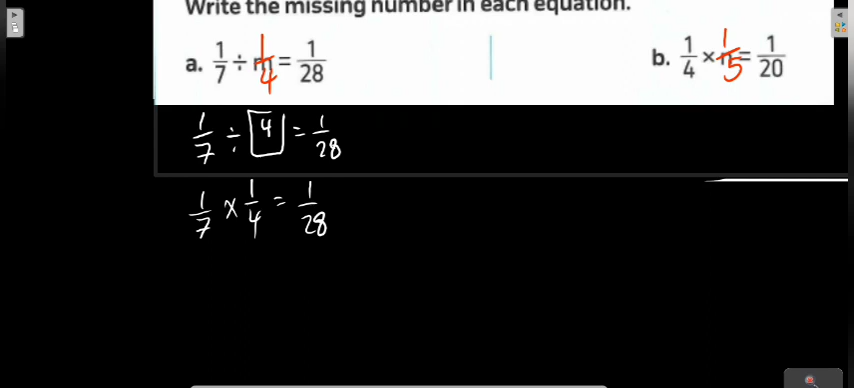 Write the missing number in each equation.
a. 1/7 ÷ 1/4 = 1/28
b. 1/4 × 1/5 = 1/20
1/7 ÷ 4 = 1/28
1/7 x 1/4 = 1/28